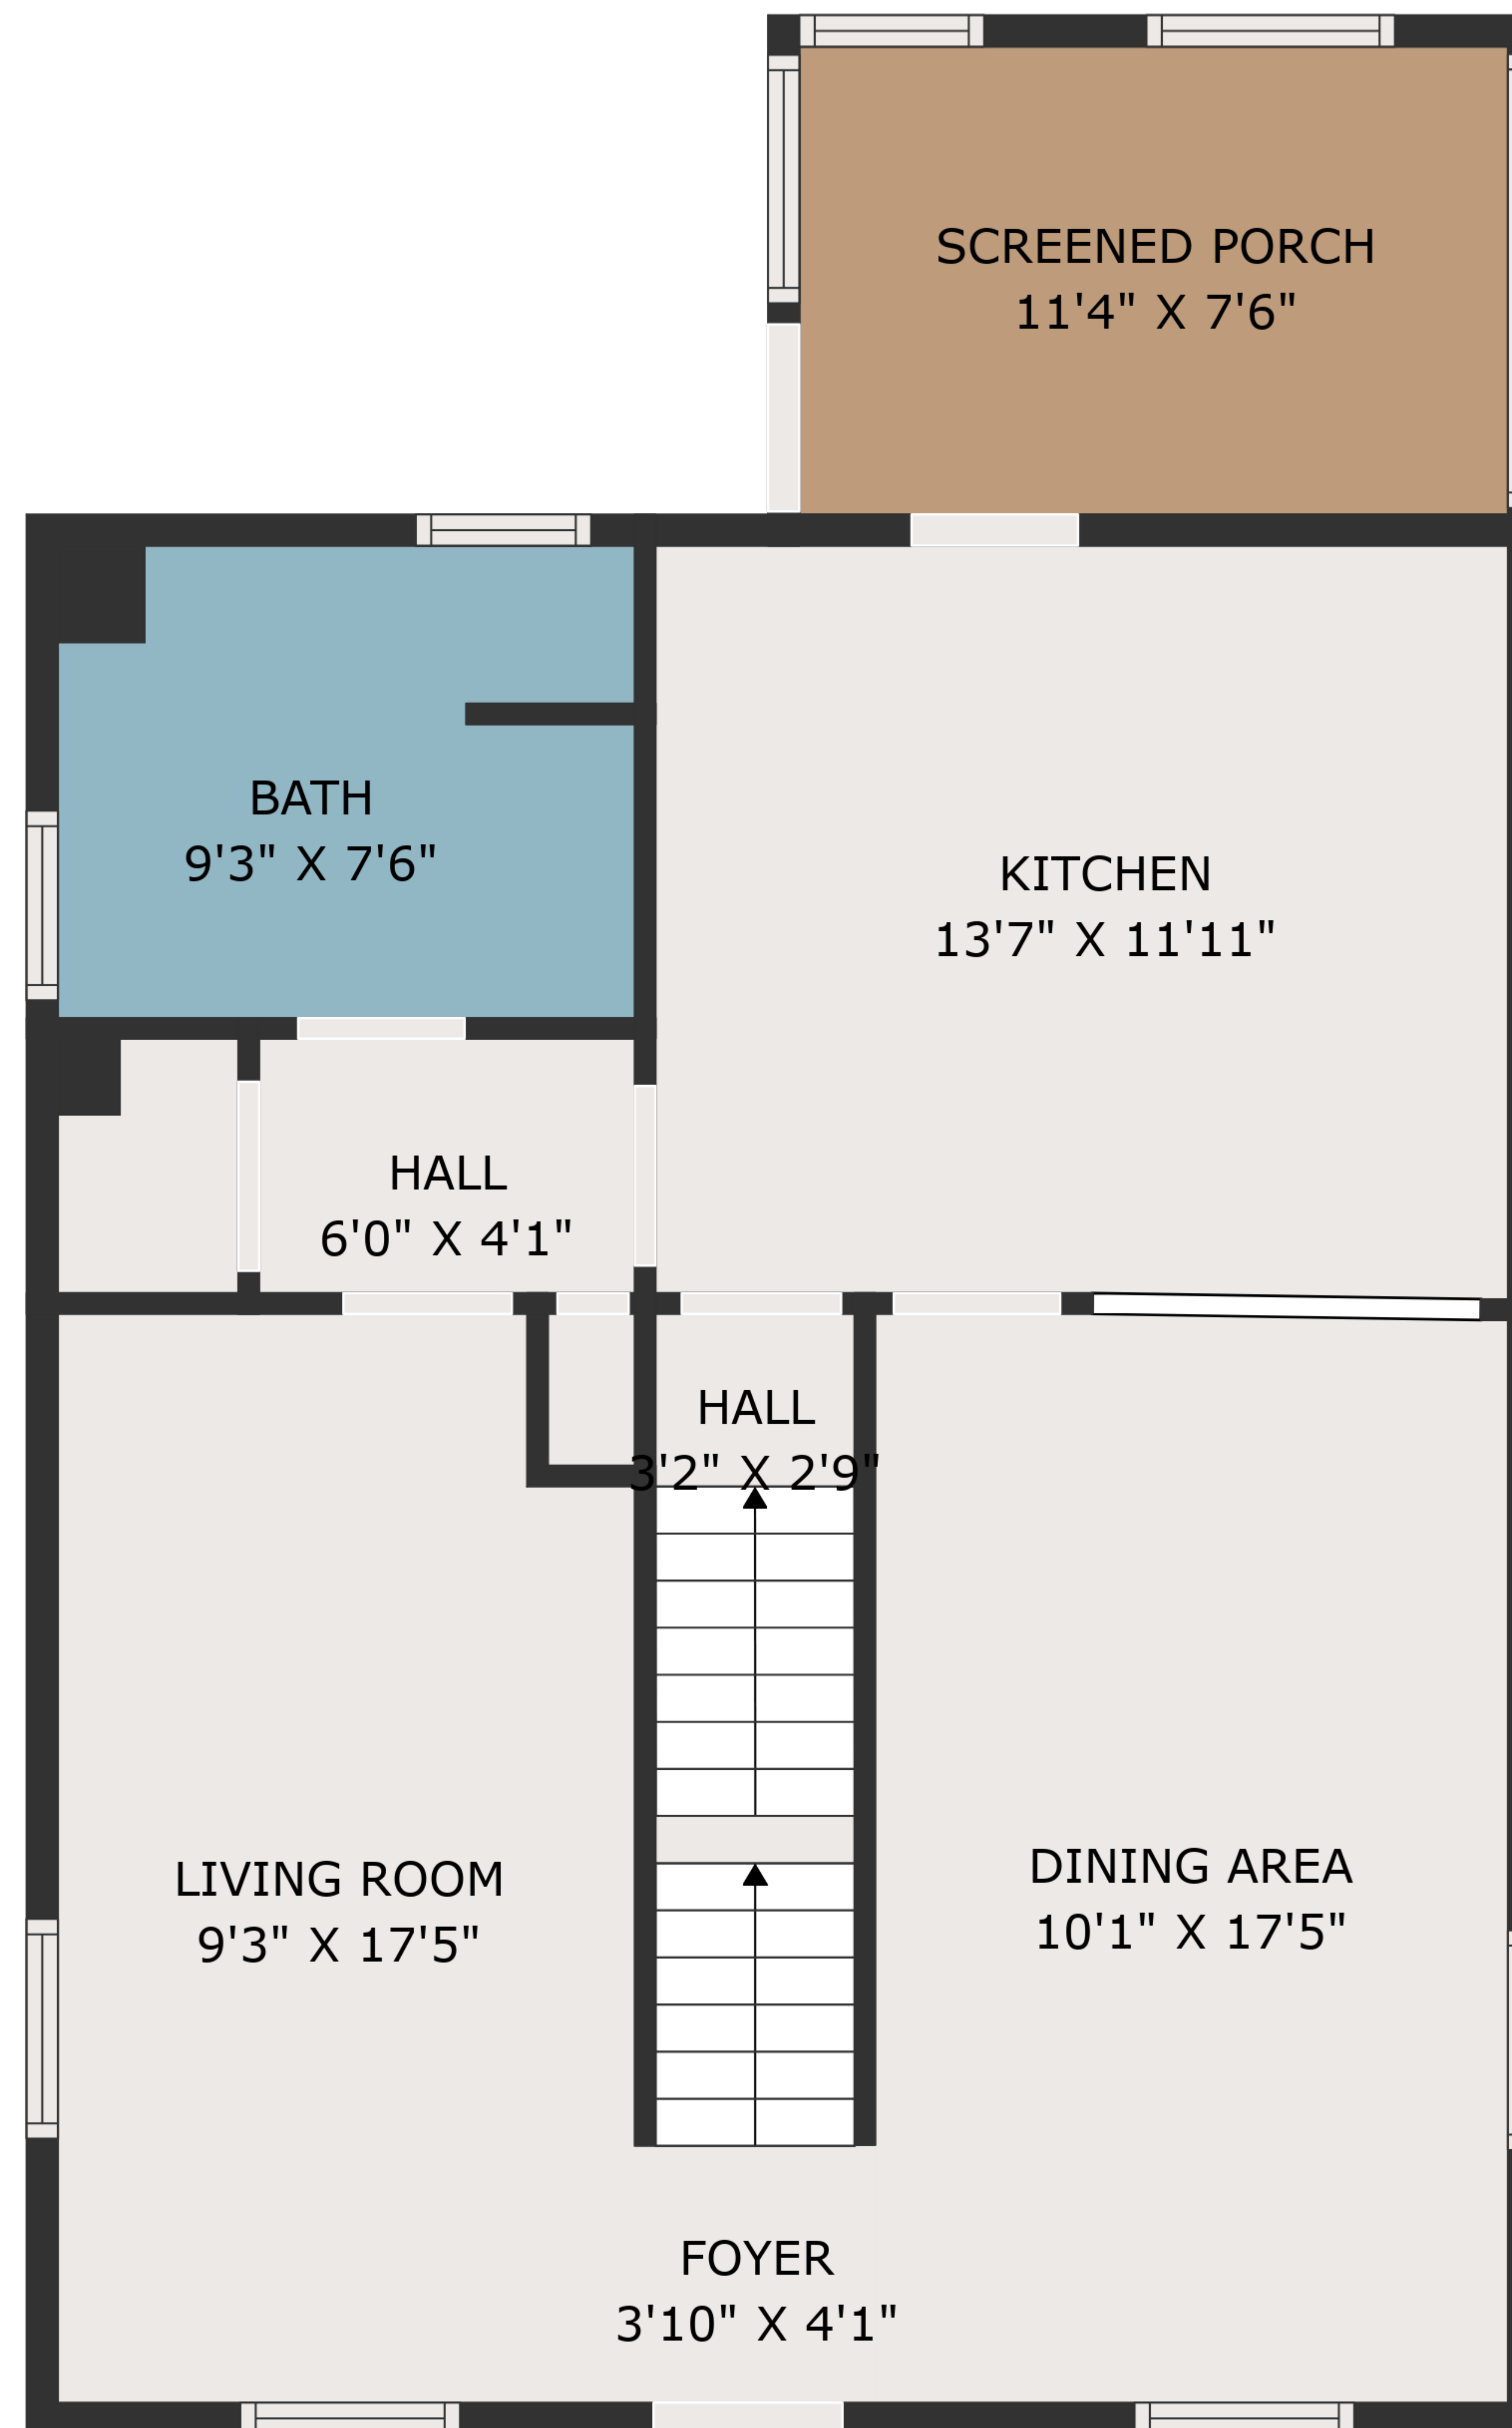 SCREENED PORCH
11'4" X 7'6"
BATH
9'3" X 7'6"
KITCHEN
13'7" X 11'11"
HALL
6'0" X 4'1"
HALL
3'2" X 2'9"
LIVING ROOM
9'3" X 17'5"
DINING AREA
10'1" X 17'5"
FOYER
3'10" X 4'1"